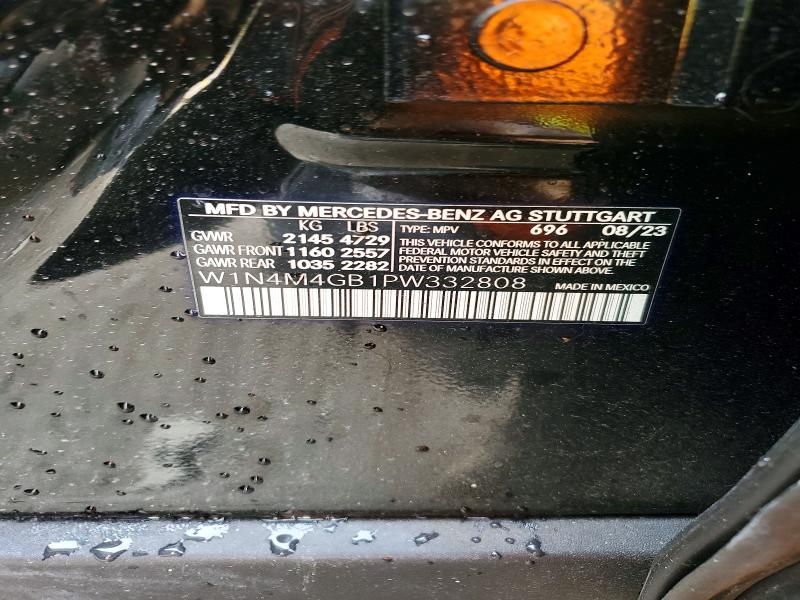 MFD BY MERCEDES-BENZ AG STUTTGART
KG LBS
GVWR 2145 4729
GAWR FRONT 1160 2557
GAWR REAR 1035 2282
TYPE: MPV 696 08/23
THIS VEHICLE CONFORMS TO ALL APPLICABLE
FEDERAL MOTOR VEHICLE SAFETY AND THEFT
PREVENTION STANDARDS IN EFFECT ON THE
DATE OF MANUFACTURE SHOWN ABOVE.
W1N4M4GB1PW332808 MADE IN MEXICO